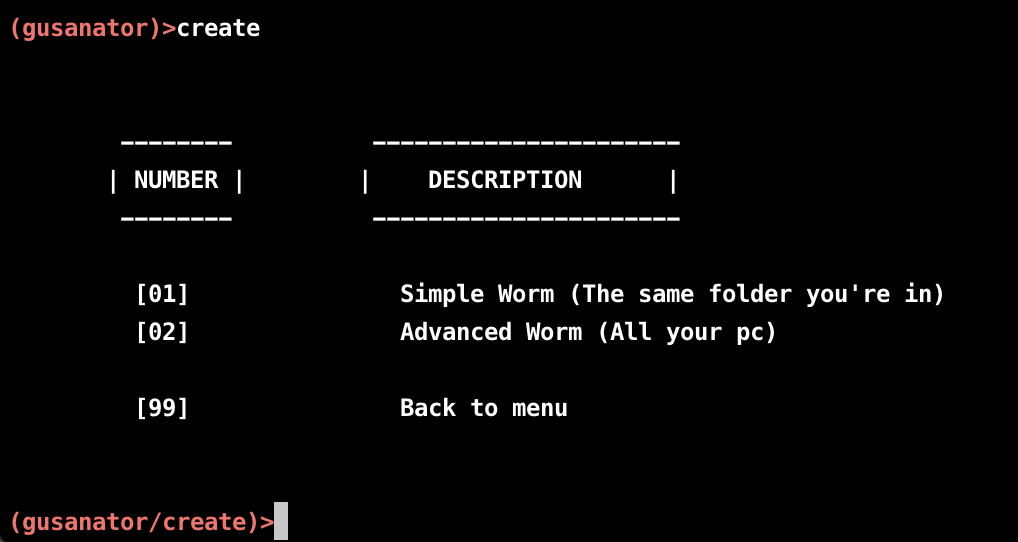 (gusanator)>create
--------   ----------------------
| NUMBER |   |    DESCRIPTION      |
--------   ----------------------
[01]   Simple Worm (The same folder you're in)
[02]   Advanced Worm (All your pc)
[99]   Back to menu
(gusanator/create)>